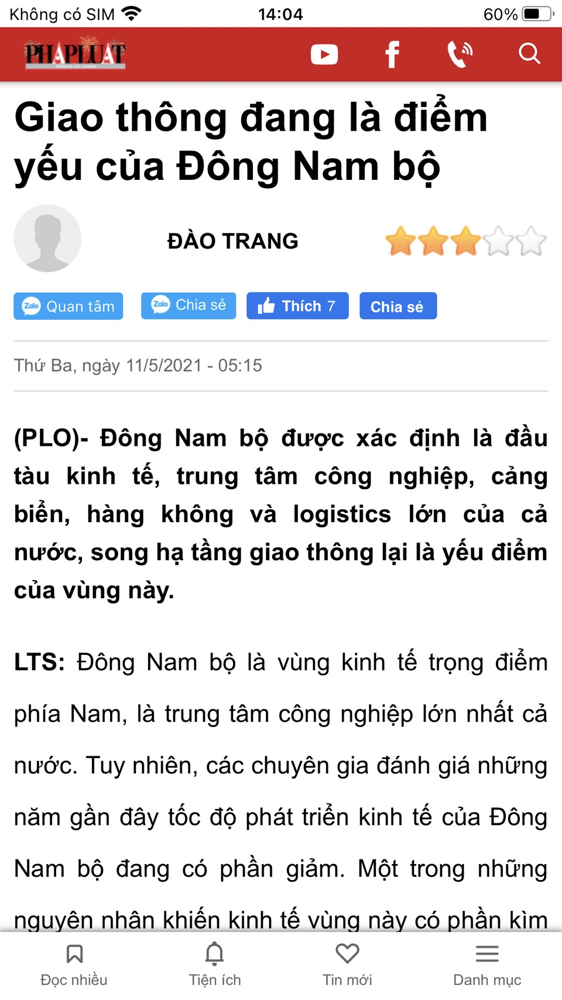 Không có SIM 14:04 60%
PHÁPLUẬT
Giao thông đang là điểm
yếu của Đông Nam bộ
ĐÀO TRANG
Zalo Quan tâm Zalo Chia sẻ Thích 7 Chia sẻ
Thứ Ba, ngày 11/5/2021 - 05:15
(PLO)- Đông Nam bộ được xác định là đầu
tàu kinh tế, trung tâm công nghiệp, cảng
biển, hàng không và logistics lớn của cả
nước, song hạ tầng giao thông lại là yếu điểm
của vùng này.
LTS: Đông Nam bộ là vùng kinh tế trọng điểm
phía Nam, là trung tâm công nghiệp lớn nhất cả
nước. Tuy nhiên, các chuyên gia đánh giá những
năm gần đây tốc độ phát triển kinh tế của Đông
Nam bộ đang có phần giảm. Một trong những
nguyên nhân khiến kinh tế vùng này có phần kìm
Đọc nhiều Tiện ích Tin mới Danh mục